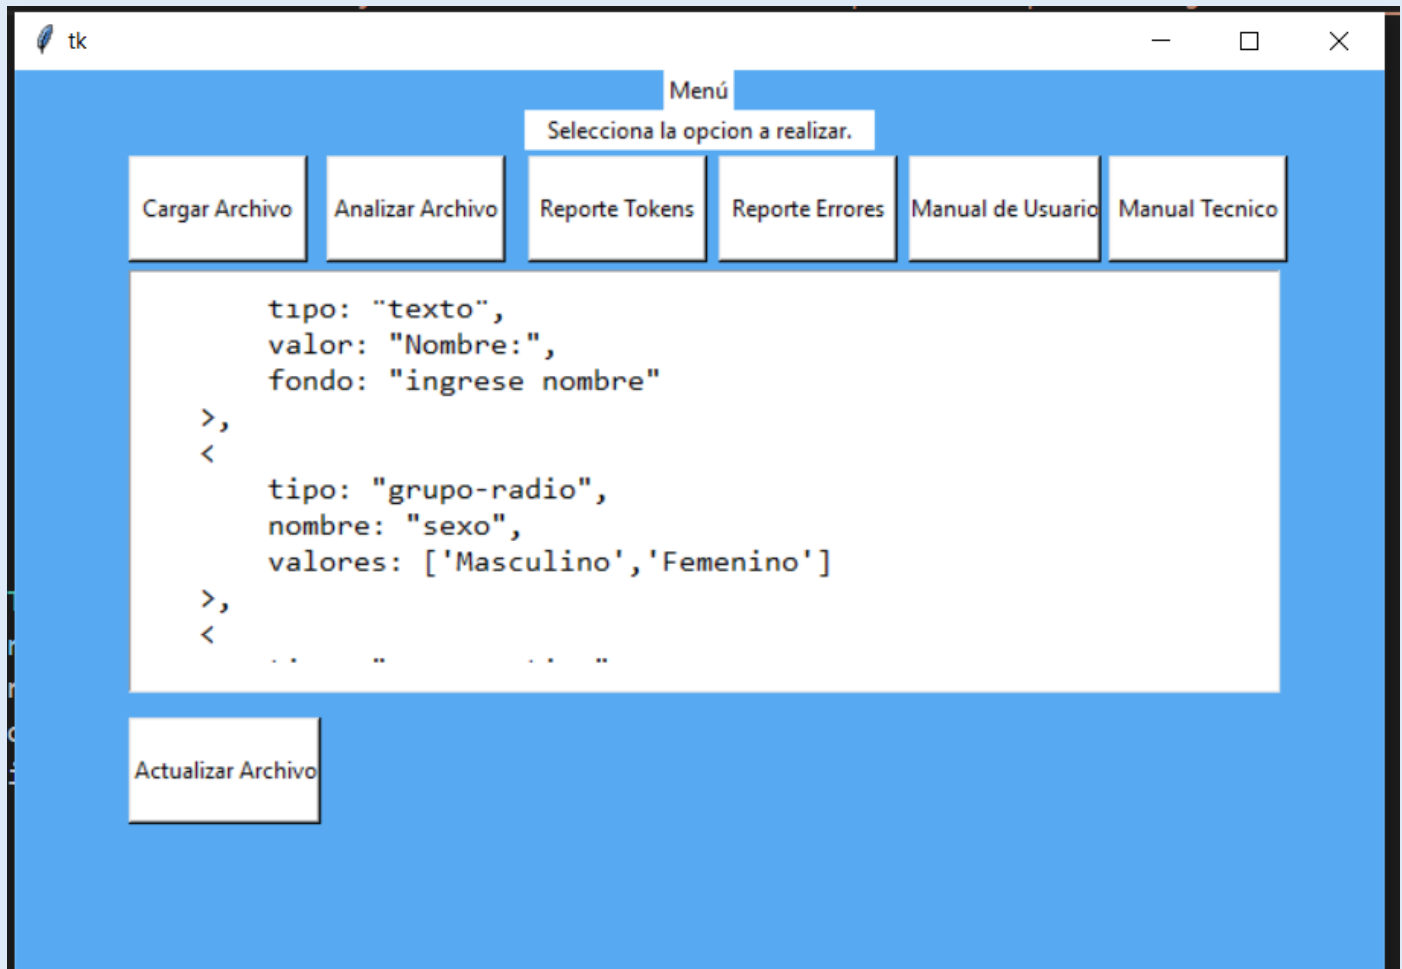 tk
Menú
Selecciona la opcion a realizar.
Cargar Archivo Analizar Archivo Reporte Tokens Reporte Errores Manual de Usuario Manual Tecnico
tipo: "texto",
valor: "Nombre:",
fondo: "ingrese nombre"
>,
<
tipo: "grupo-radio",
nombre: "sexo",
valores: ['Masculino','Femenino']
>,
<
Actualizar Archivo